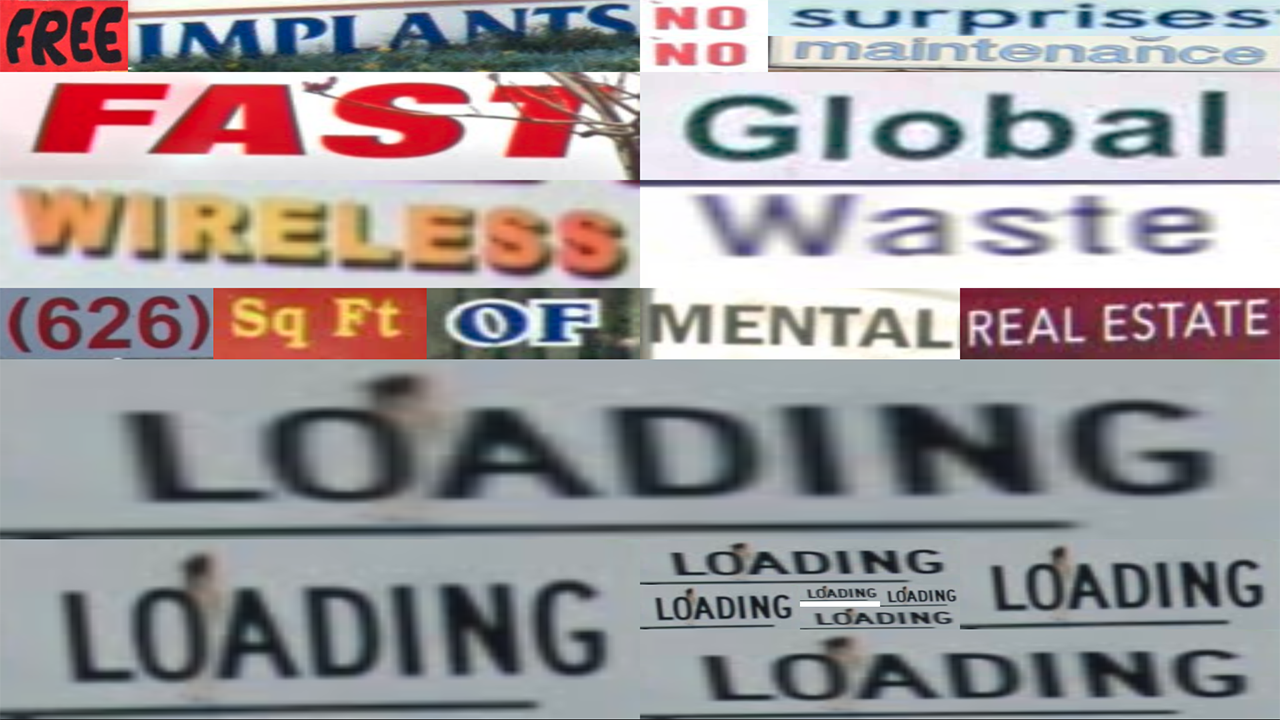 FREE IMPLANTS
NO surprises
NO maintenance
FAST
Global
WIRELESS
Waste
(626) Sq Ft OF MENTAL REAL ESTATE
LOADING
LOADING
LOADING
LOADING
LOADING
LOADING
LOADING
LOADING
LOADING